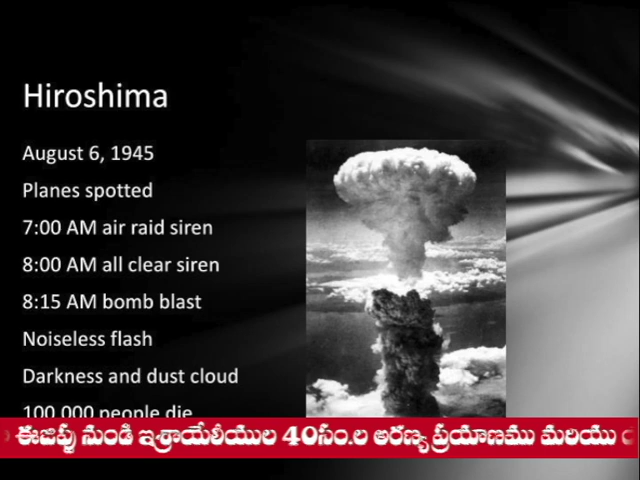 Hiroshima
August 6, 1945
Planes spotted
7:00 AM air raid siren
8:00 AM all clear siren
8:15 AM bomb blast
Noiseless flash
Darkness and dust cloud
100,000 people die
ఈజిప్టు నుండి ఇశ్రాయేలీయుల 40సం.ల అరణ్య ప్రయాణము మరియు